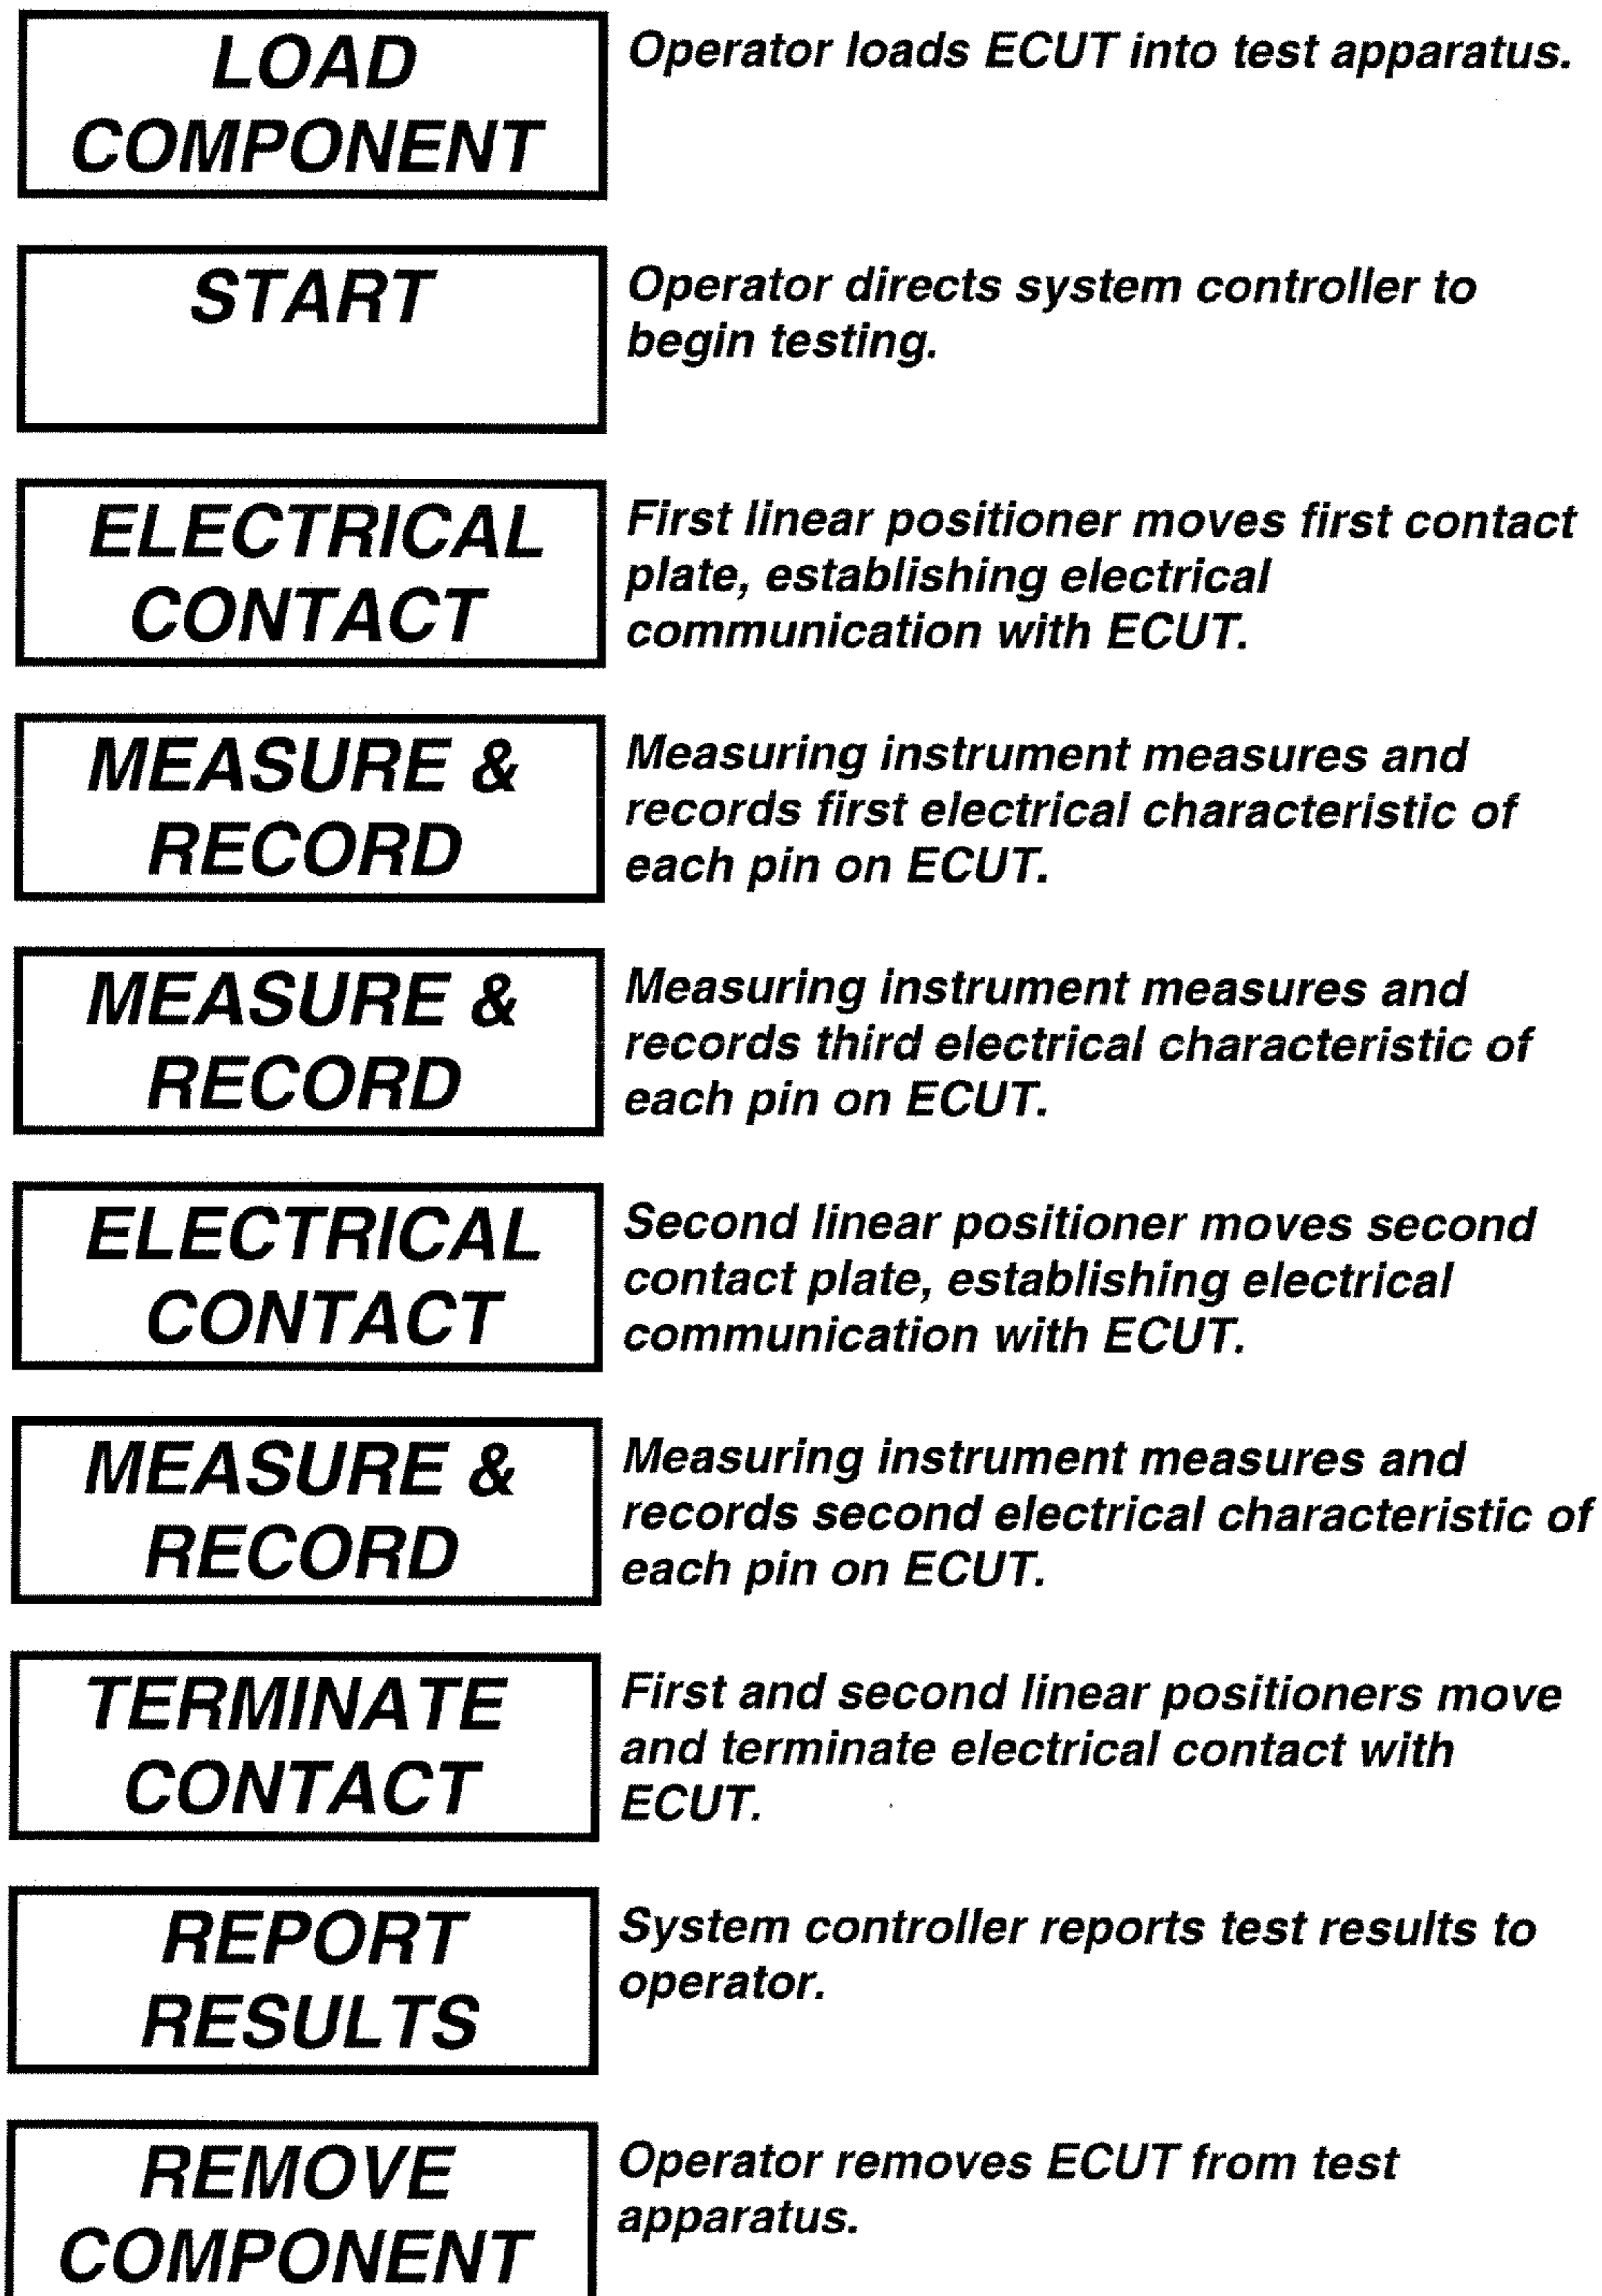 LOAD
COMPONENT
Operator loads ECUT into test apparatus.
START
Operator directs system controller to
begin testing.
ELECTRICAL
CONTACT
First linear positioner moves first contact
plate, establishing electrical
communication with ECUT.
MEASURE &
RECORD
Measuring instrument measures and
records first electrical characteristic of
each pin on ECUT.
MEASURE &
RECORD
Measuring instrument measures and
records third electrical characteristic of
each pin on ECUT.
ELECTRICAL
CONTACT
Second linear positioner moves second
contact plate, establishing electrical
communication with ECUT.
MEASURE &
RECORD
Measuring instrument measures and
records second electrical characteristic of
each pin on ECUT.
TERMINATE
CONTACT
First and second linear positioners move
and terminate electrical contact with
ECUT.
REPORT
RESULTS
System controller reports test results to
operator.
REMOVE
COMPONENT
Operator removes ECUT from test
apparatus.